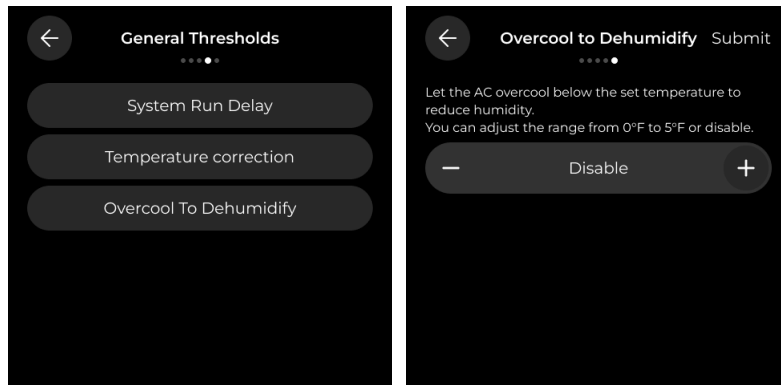 General Thresholds
System Run Delay
Temperature correction
Overcool To Dehumidify
Overcool to Dehumidify Submit
Let the AC overcool below the set temperature to
reduce humidity.
You can adjust the range from 0°F to 5°F or disable.
− Disable +